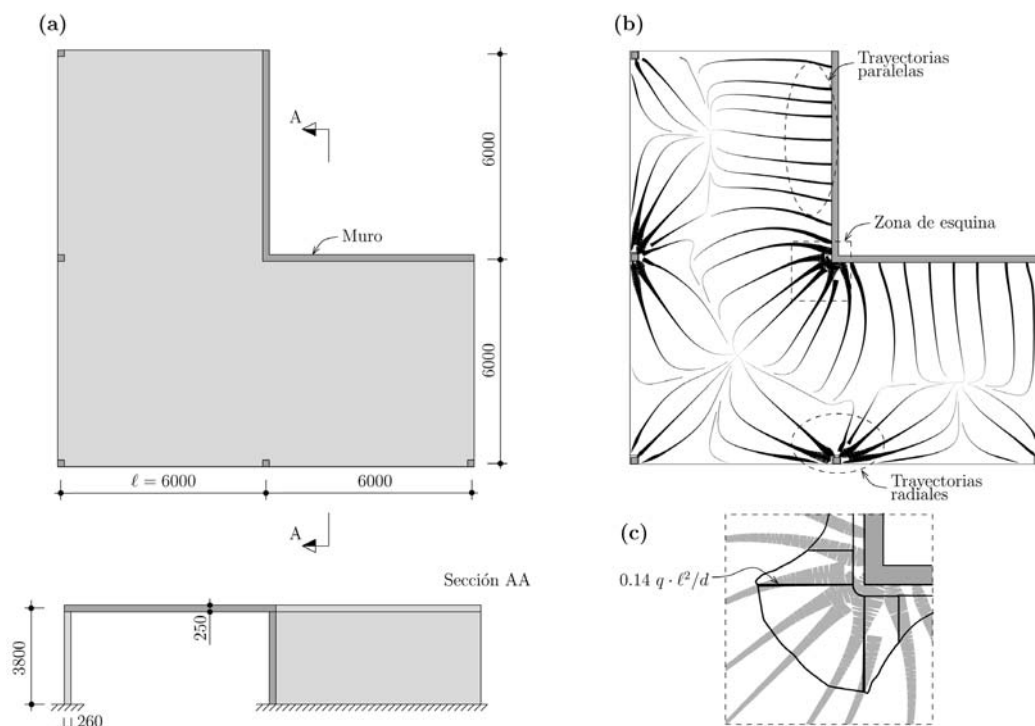 (a)
A
6000
Muro
6000
ℓ = 6000
6000
A
Sección AA
3800
250
260
(b)
Trayectorias
paralelas
Zona de esquina
Trayectorias
radiales
(c)
0.14 q · ℓ²/d